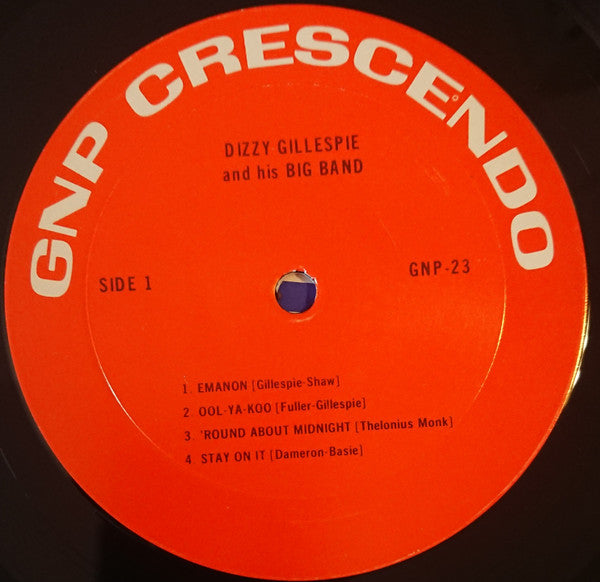 GNP CRESCENDO
DIZZY GILLESPIE
and his BIG BAND
SIDE 1
GNP-23
1. EMANON [Gillespie-Shaw]
2. OOL-YA-KOO [Fuller-Gillespie]
3. 'ROUND ABOUT MIDNIGHT [Thelonius Monk]
4. STAY ON IT [Dameron-Basie]